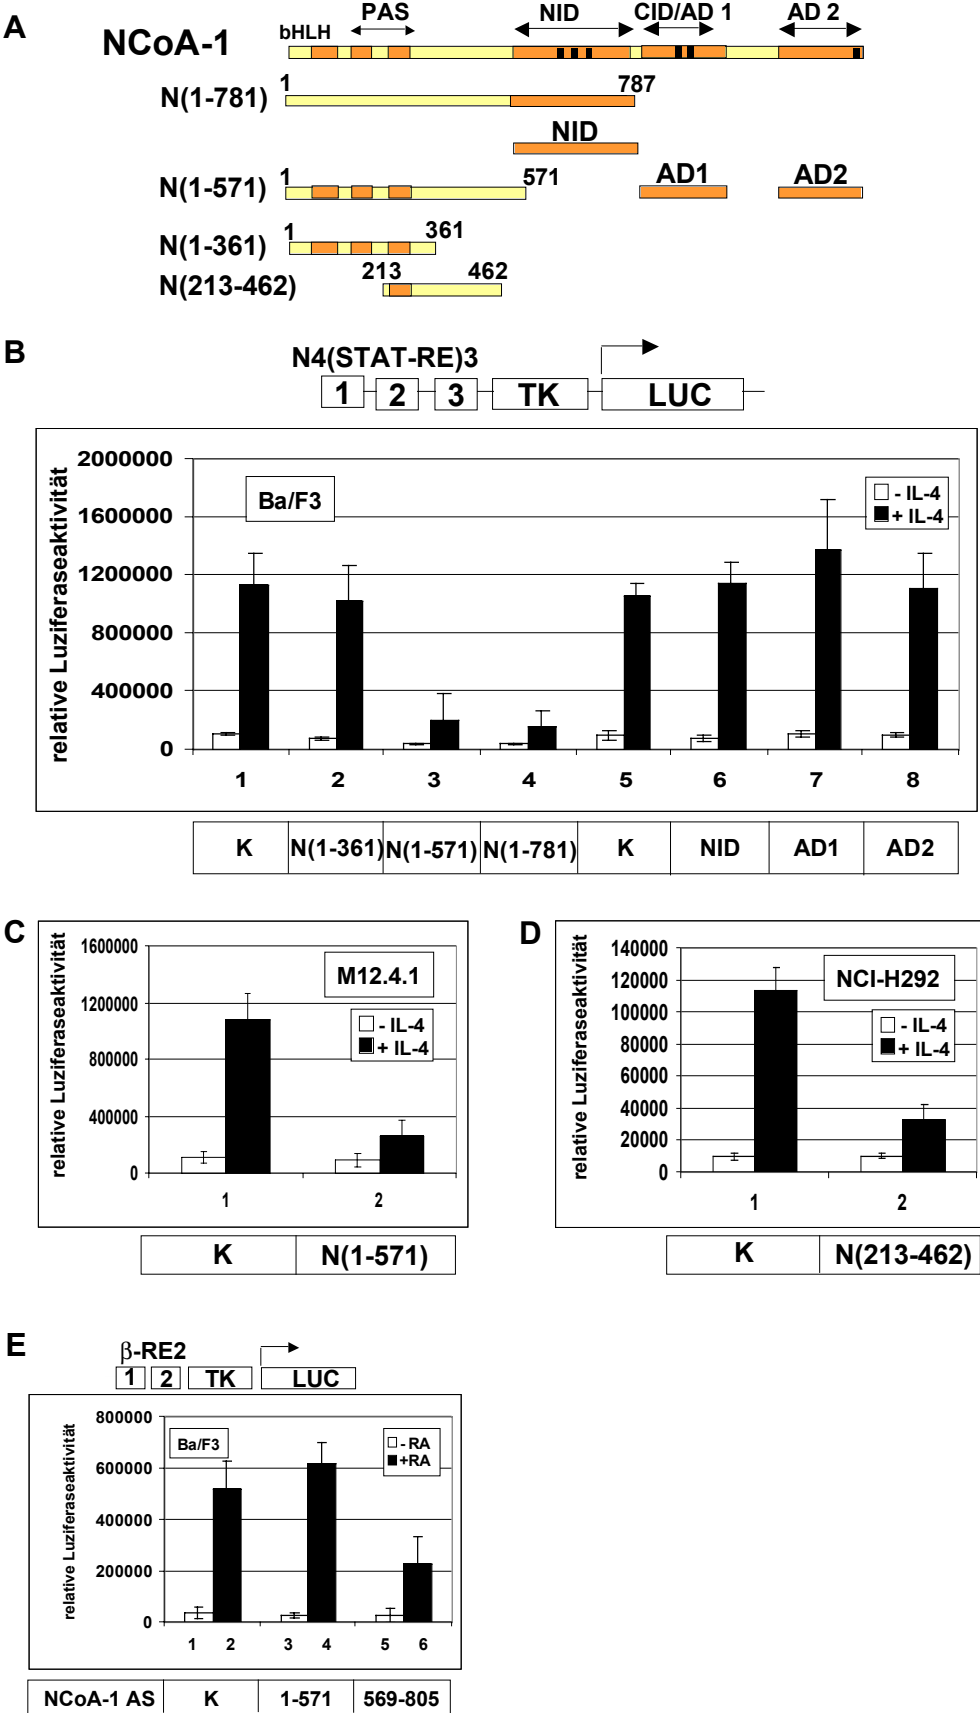 A
PAS
NID
CID/AD 1
AD 2
bHLH
NCoA-1
1
787
N(1-781)
NID
1
571
AD1
AD2
N(1-571)
1
361
N(1-361)
213
462
N(213-462)
B
N4(STAT-RE)3
1 2 3 TK LUC
relative Luziferaseaktivität
2000000
1600000
1200000
800000
400000
0
Ba/F3
- IL-4
+ IL-4
1 2 3 4 5 6 7 8
K N(1-361) N(1-571) N(1-781) K NID AD1 AD2
C
relative Luziferaseaktivität
1600000
1200000
800000
400000
0
M12.4.1
- IL-4
+ IL-4
1 2
K N(1-571)
D
relative Luziferaseaktivität
140000
120000
100000
80000
60000
40000
20000
0
NCI-H292
- IL-4
+ IL-4
1 2
K N(213-462)
E
β-RE2
1 2 TK LUC
relative Luziferaseaktivität
800000
600000
400000
200000
0
Ba/F3
- RA
+RA
1 2 3 4 5 6
NCoA-1 AS K 1-571 569-805